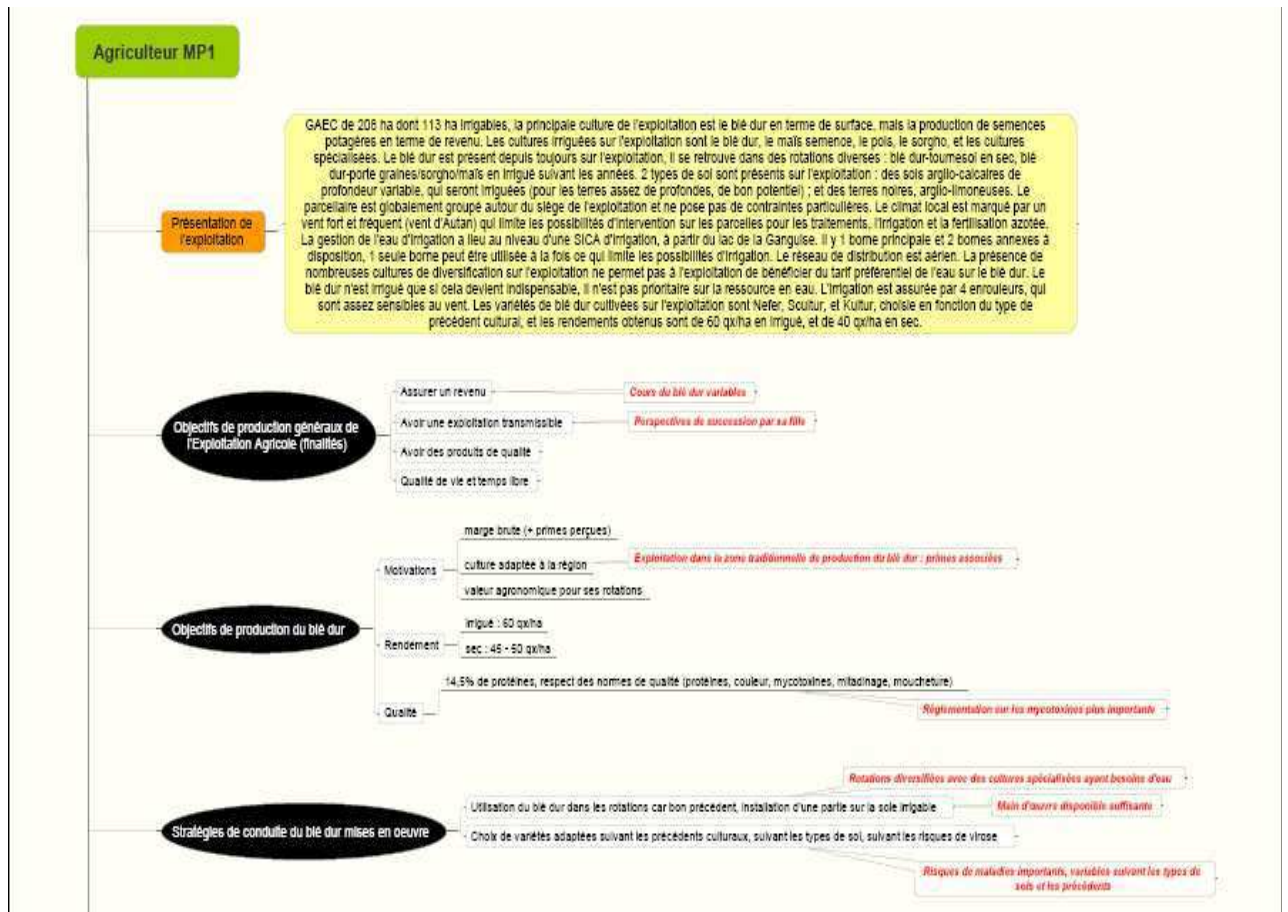 Agriculteur MP1
GAEC de 206 ha dont 113 ha irrigables, la principale culture de l'exploitation est le blé dur en terme de surface, mais la production de semences
potagères en terme de revenu. Les cultures irriguées sur l'exploitation sont le blé dur, le maïs semence, le pois, le sorgho, et les cultures
spécialisées. Le blé dur est présent depuis toujours sur l'exploitation, il se retrouve dans des rotations diverses : blé dur-tournesol en sec, blé
dur-porte graines/sorgho/maïs en irrigué suivant les années. 2 types de sol sont présents sur l'exploitation : des sols argilo-calcaires de
profondeur variable, qui seront irriguées (pour les terres assez de profondes, de bon potentiel) ; et des terres noires, argilo-limoneuses. Le
parcellaire est globalement groupé autour du siège de l'exploitation et ne pose pas de contraintes particulières. Le climat local est marqué par un
vent fort et fréquent (vent d'Autan) qui limite les possibilités d'intervention sur les parcelles pour les traitements, l'irrigation et la fertilisation azotée.
La gestion de l'eau d'irrigation a lieu au niveau d'une SICA d'irrigation, à partir du lac de la Ganguise. Il y 1 borne principale et 2 bornes annexes à
disposition, 1 seule borne peut être utilisée à la fois ce qui limite les possibilités d'irrigation. Le réseau de distribution est aérien. La présence de
nombreuses cultures de diversification sur l'exploitation ne permet pas à l'exploitation de bénéficier du tarif préférentiel de l'eau sur le blé dur. Le
blé dur n'est irrigué que si cela devient indispensable, il n'est pas prioritaire sur la ressource en eau. L'irrigation est assurée par 4 enrouleurs, qui
sont assez sensibles au vent. Les variétés de blé dur cultivées sur l'exploitation sont Nefer, Scultur, et Kultur, choisie en fonction du type de
précédent cultural, et les rendements obtenus sont de 60 qx/ha en irrigué, et de 40 qx/ha en sec.
Présentation de
l'exploitation
Objectifs de production généraux de
l'Exploitation Agricole (finalités)
Assurer un revenu
Cours du blé dur variables
Avoir une exploitation transmissible
Perspectives de succession par sa fille
Avoir des produits de qualité
Qualité de vie et temps libre
Objectifs de production du blé dur
Motivations
marge brute (+ primes perçues)
culture adaptée à la région
Exploitation dans la zone traditionnelle de production du blé dur : primes associées
valeur agronomique pour ses rotations
Rendement
irrigué : 60 qx/ha
sec : 45 - 50 qx/ha
Qualité
14,5% de protéines, respect des normes de qualité (protéines, couleur, mycotoxines, mitadinage, moucheture)
Réglementation sur les mycotoxines plus importante
Stratégies de conduite du blé dur mises en oeuvre
Rotations diversifiées avec des cultures spécialisées ayant besoins d'eau
Utilisation du blé dur dans les rotations car bon précédent, installation d'une partie sur la sole irrigable
Main d'œuvre disponible suffisante
Choix de variétés adaptées suivant les précédents culturaux, suivant les types de sol, suivant les risques de virose
Risques de maladies importants, variables suivant les types de
sols et les précédents